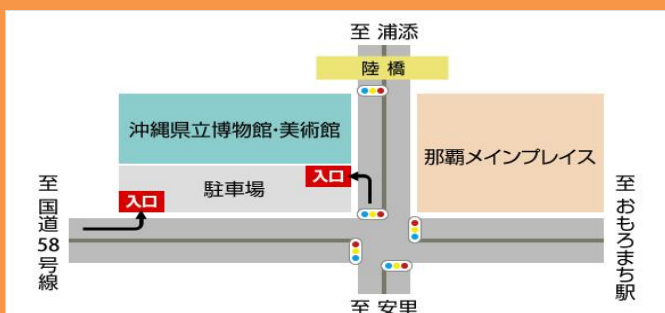 至 浦添
陸橋
沖縄県立博物館・美術館
那覇メインプレイス
入口
駐車場
入口
至 国道58号線
至 おもろまち駅
至 安里